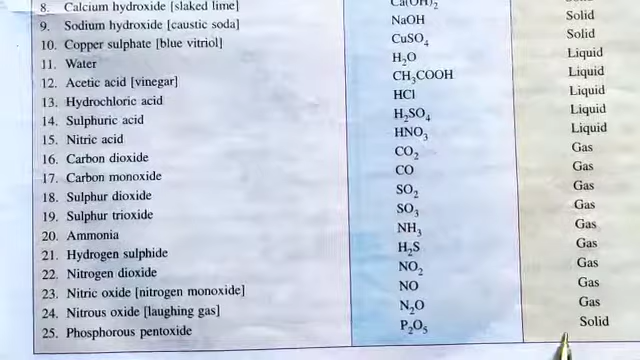 8. Calcium hydroxide [slaked lime] Ca(OH)₂
9. Sodium hydroxide [caustic soda] NaOH Solid
10. Copper sulphate [blue vitriol] CuSO₄ Solid
11. Water H₂O Liquid
12. Acetic acid [vinegar] CH₃COOH Liquid
13. Hydrochloric acid HCl Liquid
14. Sulphuric acid H₂SO₄ Liquid
15. Nitric acid HNO₃ Liquid
16. Carbon dioxide CO₂ Gas
17. Carbon monoxide CO Gas
18. Sulphur dioxide SO₂ Gas
19. Sulphur trioxide SO₃ Gas
20. Ammonia NH₃ Gas
21. Hydrogen sulphide H₂S Gas
22. Nitrogen dioxide NO₂ Gas
23. Nitric oxide [nitrogen monoxide] NO Gas
24. Nitrous oxide [laughing gas] N₂O Gas
25. Phosphorous pentoxide P₂O₅ Solid